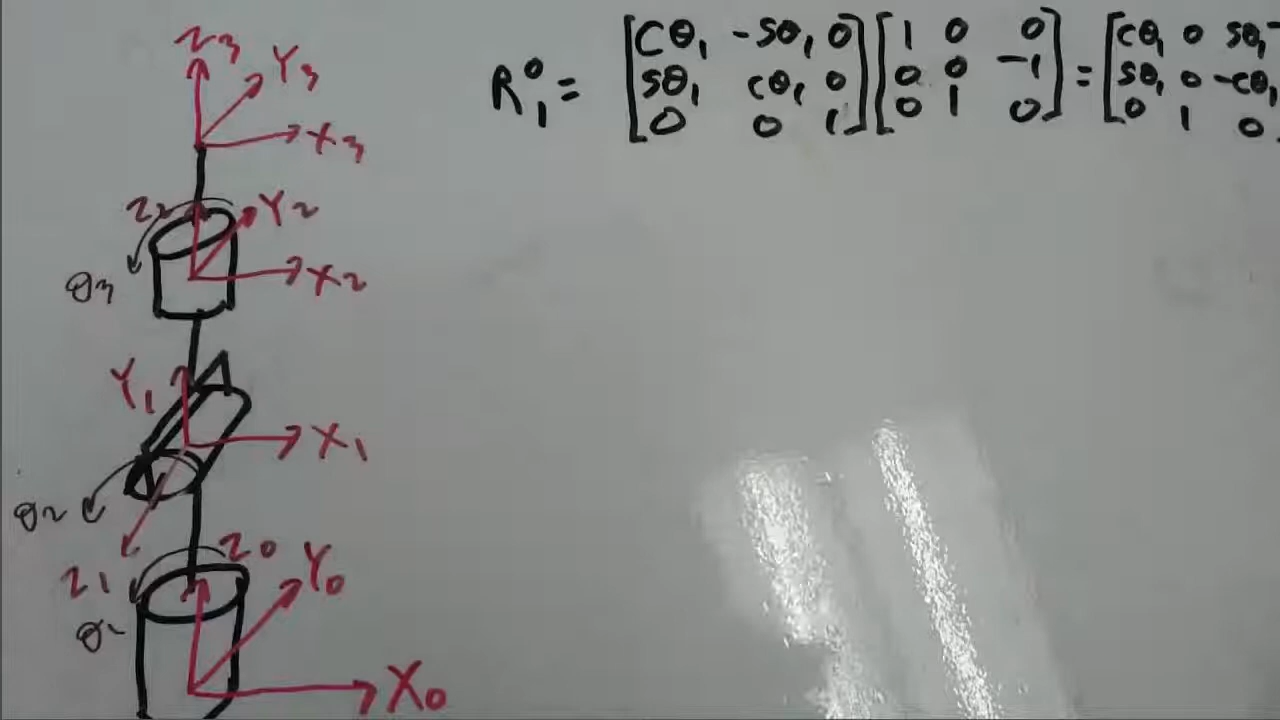 Z3
Y3
X3
Z2
Y2
X2
θ3
Y1
X1
θ2
Z1
Z0
Y0
X0
R⁰₁ = [Cθ₁ -Sθ₁ 0] [1 0 0] = [Cθ₁ 0 Sθ₁
[Sθ₁ Cθ₁ 0] [0 0 -1] [Sθ₁ 0 -Cθ₁
[0 0 1] [0 1 0] [0 1 0